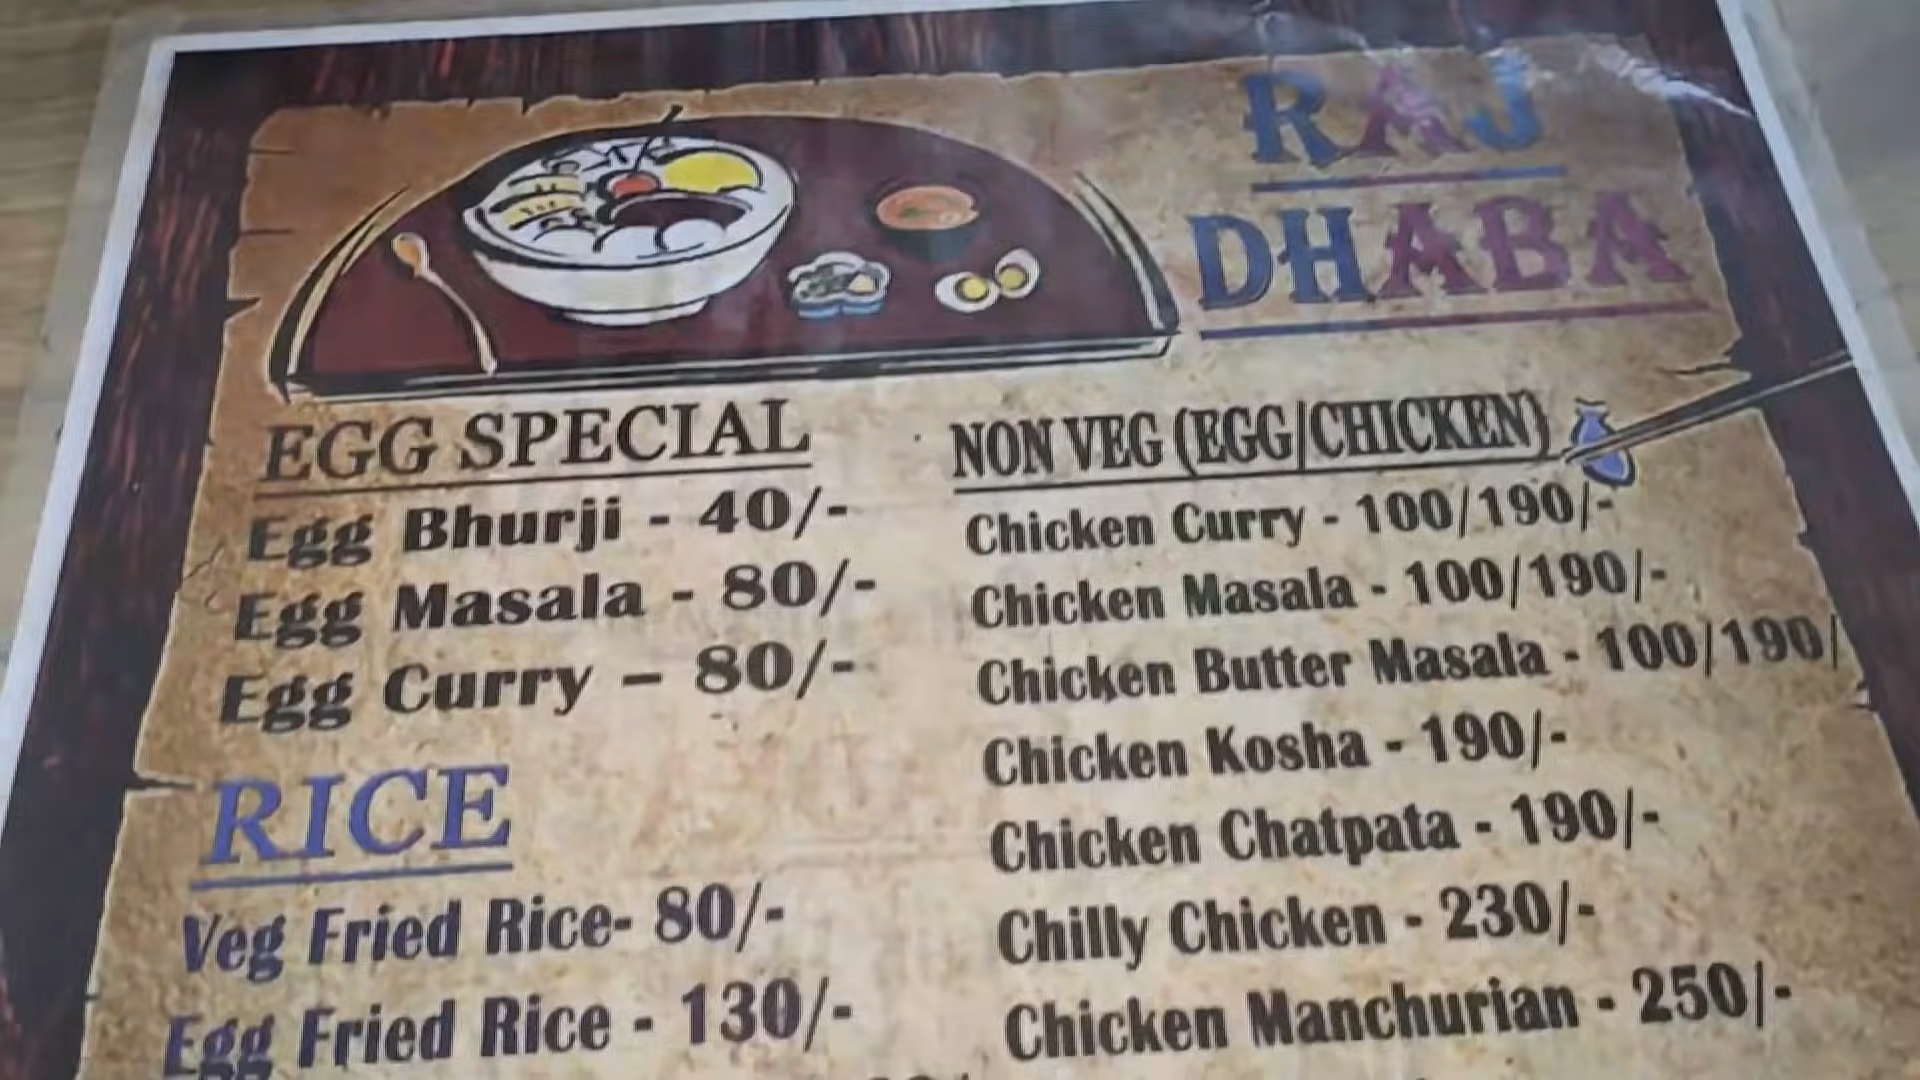 RAJ
DHABA
EGG SPECIAL
Egg Bhurji - 40/-
Egg Masala - 80/-
Egg Curry – 80/-
RICE
Veg Fried Rice- 80/-
Egg Fried Rice - 130/-
NON VEG (EGG/CHICKEN)
Chicken Curry - 100/190/-
Chicken Masala - 100/190/-
Chicken Butter Masala - 100/190/
Chicken Kosha - 190/-
Chicken Chatpata - 190/-
Chilly Chicken - 230/-
Chicken Manchurian - 250/-